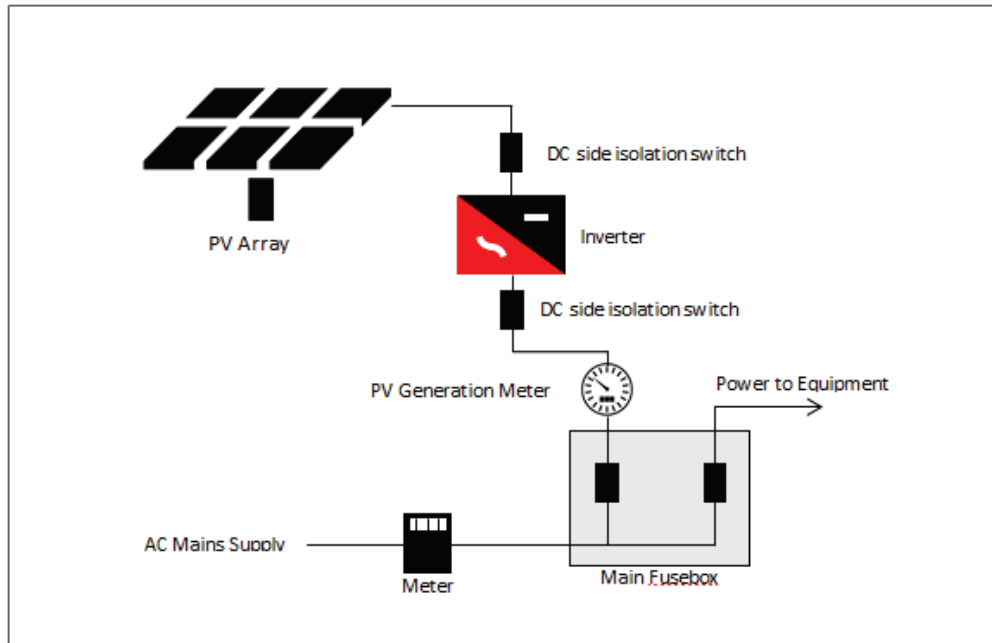 DC side isolation switch
PV Array
Inverter
DC side isolation switch
PV Generation Meter
Power to Equipment
AC Mains Supply
Meter
Main Fusebox